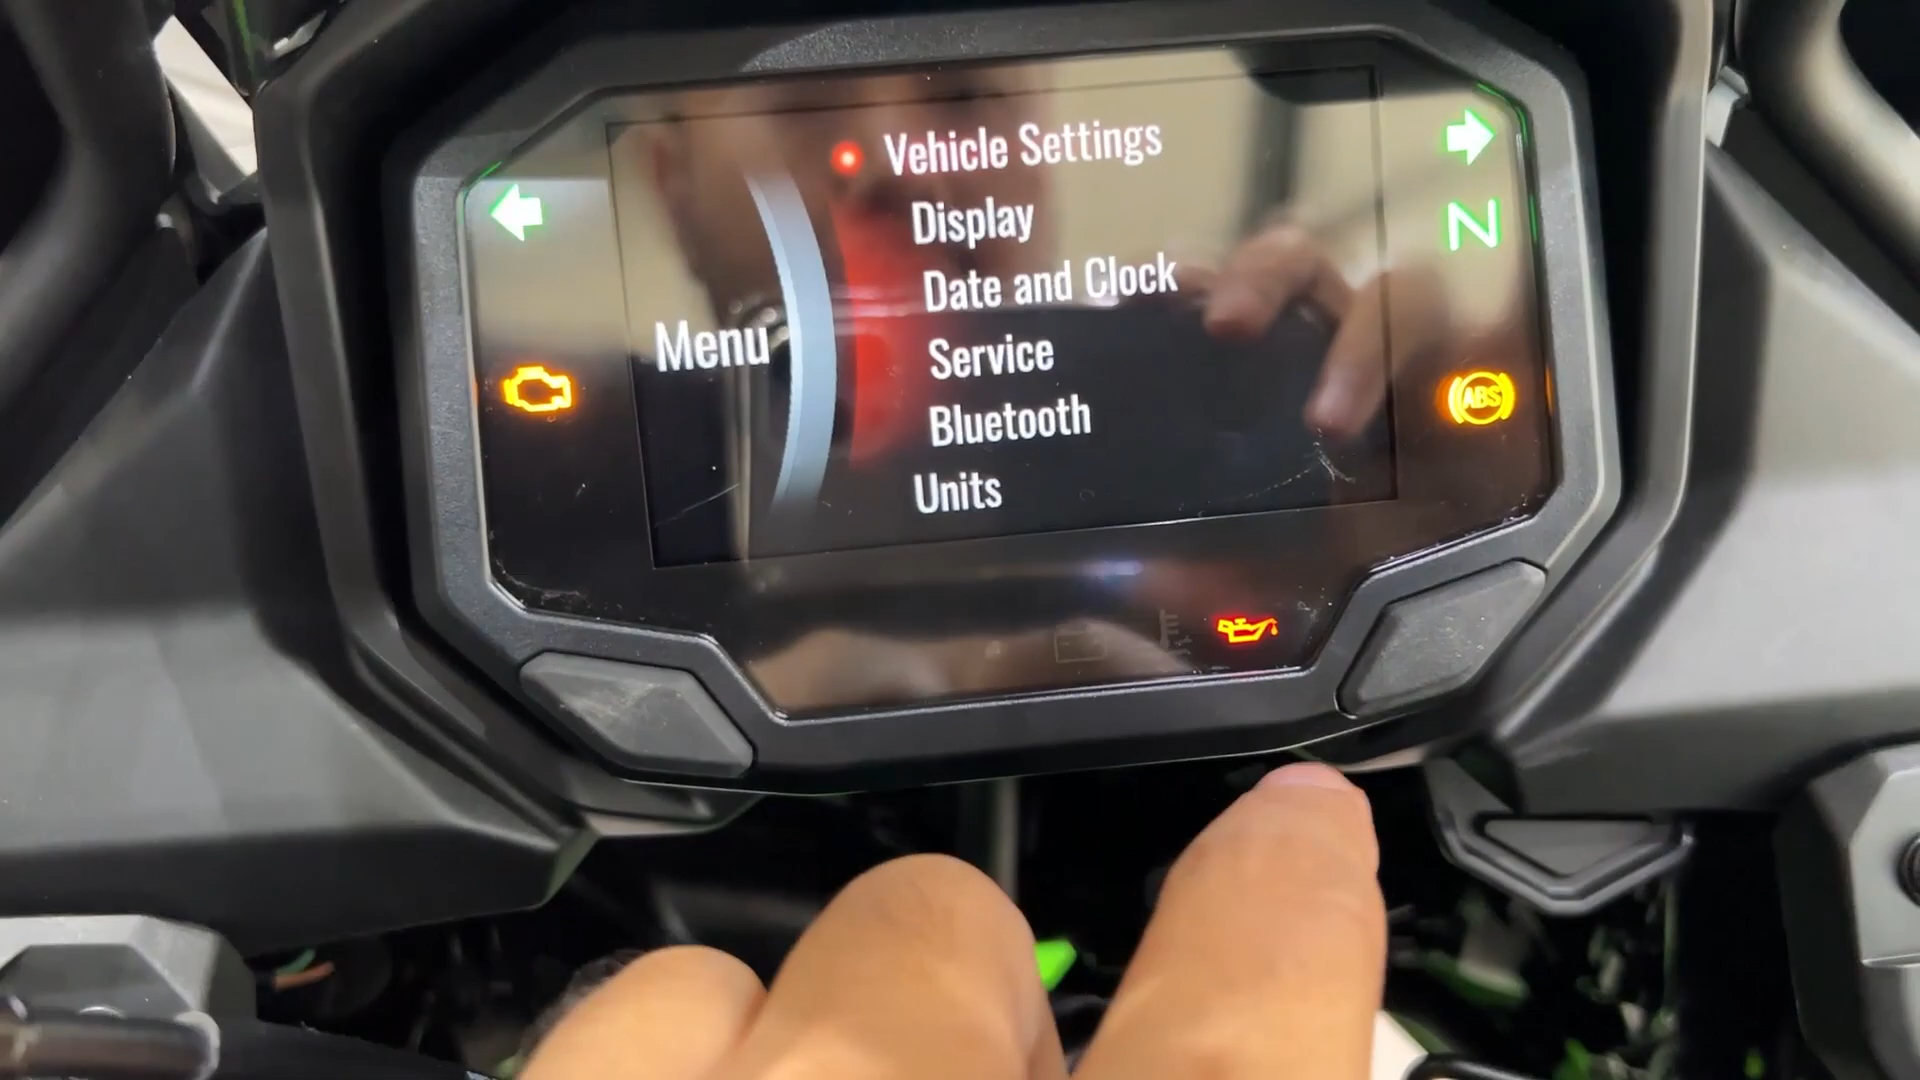 Vehicle Settings
Display
Date and Clock
Menu
Service
Bluetooth
Units
N
ABS